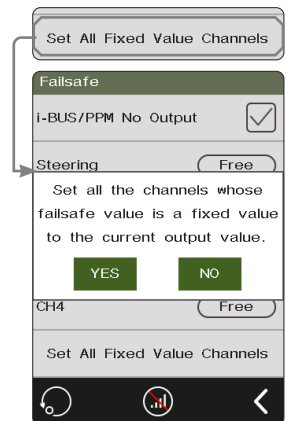 Set All Fixed Value Channels
Failsafe
i-BUS/PPM No Output
Steering Free
Set all the channels whose
failsafe value is a fixed value
to the current output value.
YES NO
CH4 Free
Set All Fixed Value Channels